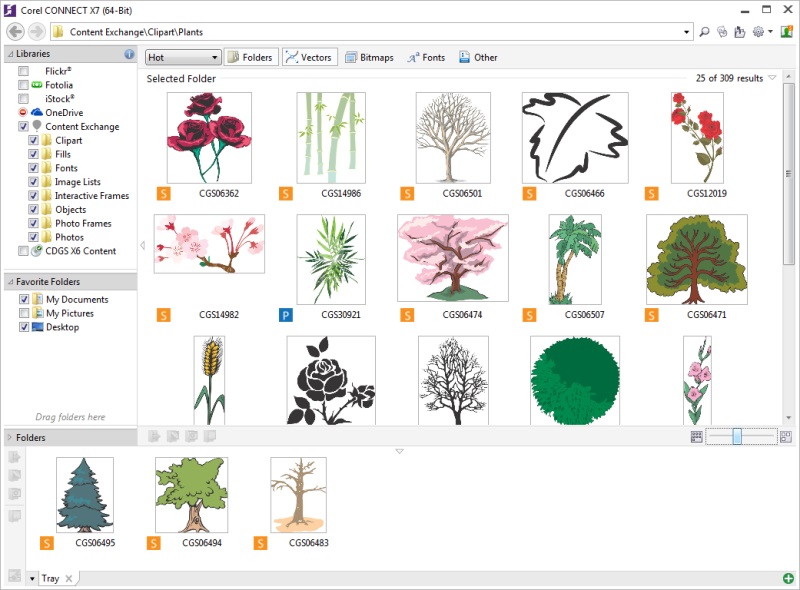 Corel CONNECT X7 (64-Bit)
Content Exchange\Clipart\Plants
Libraries
Flickr®
Fotolia
iStock®
OneDrive
Content Exchange
Clipart
Fills
Fonts
Image Lists
Interactive Frames
Objects
Photo Frames
Photos
CDGS X6 Content
Favorite Folders
My Documents
My Pictures
Desktop
Drag folders here
Folders
Hot Folders Vectors Bitmaps Fonts Other
Selected Folder 25 of 309 results
S CGS06362 S CGS14986 S CGS06501 S CGS06466 S CGS12019
S CGS14982 P CGS30921 S CGS06474 S CGS06507 S CGS06471
S CGS06495 S CGS06494 S CGS06483
Tray